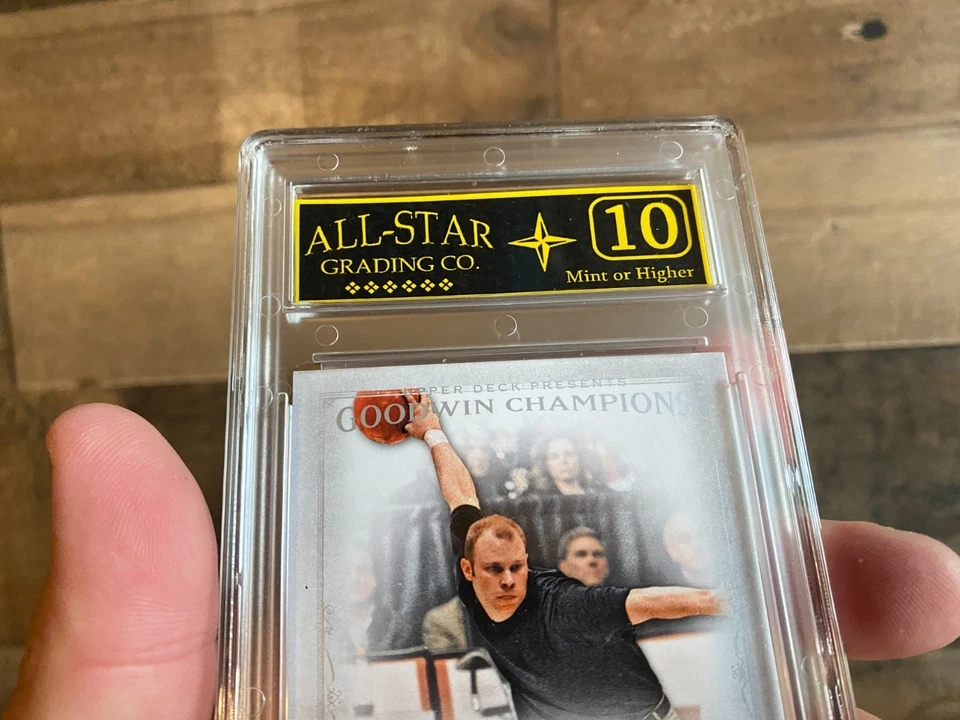 ALL-STAR
GRADING CO.
10
Mint or Higher
UPPER DECK PRESENTS
GOODWIN CHAMPIONS